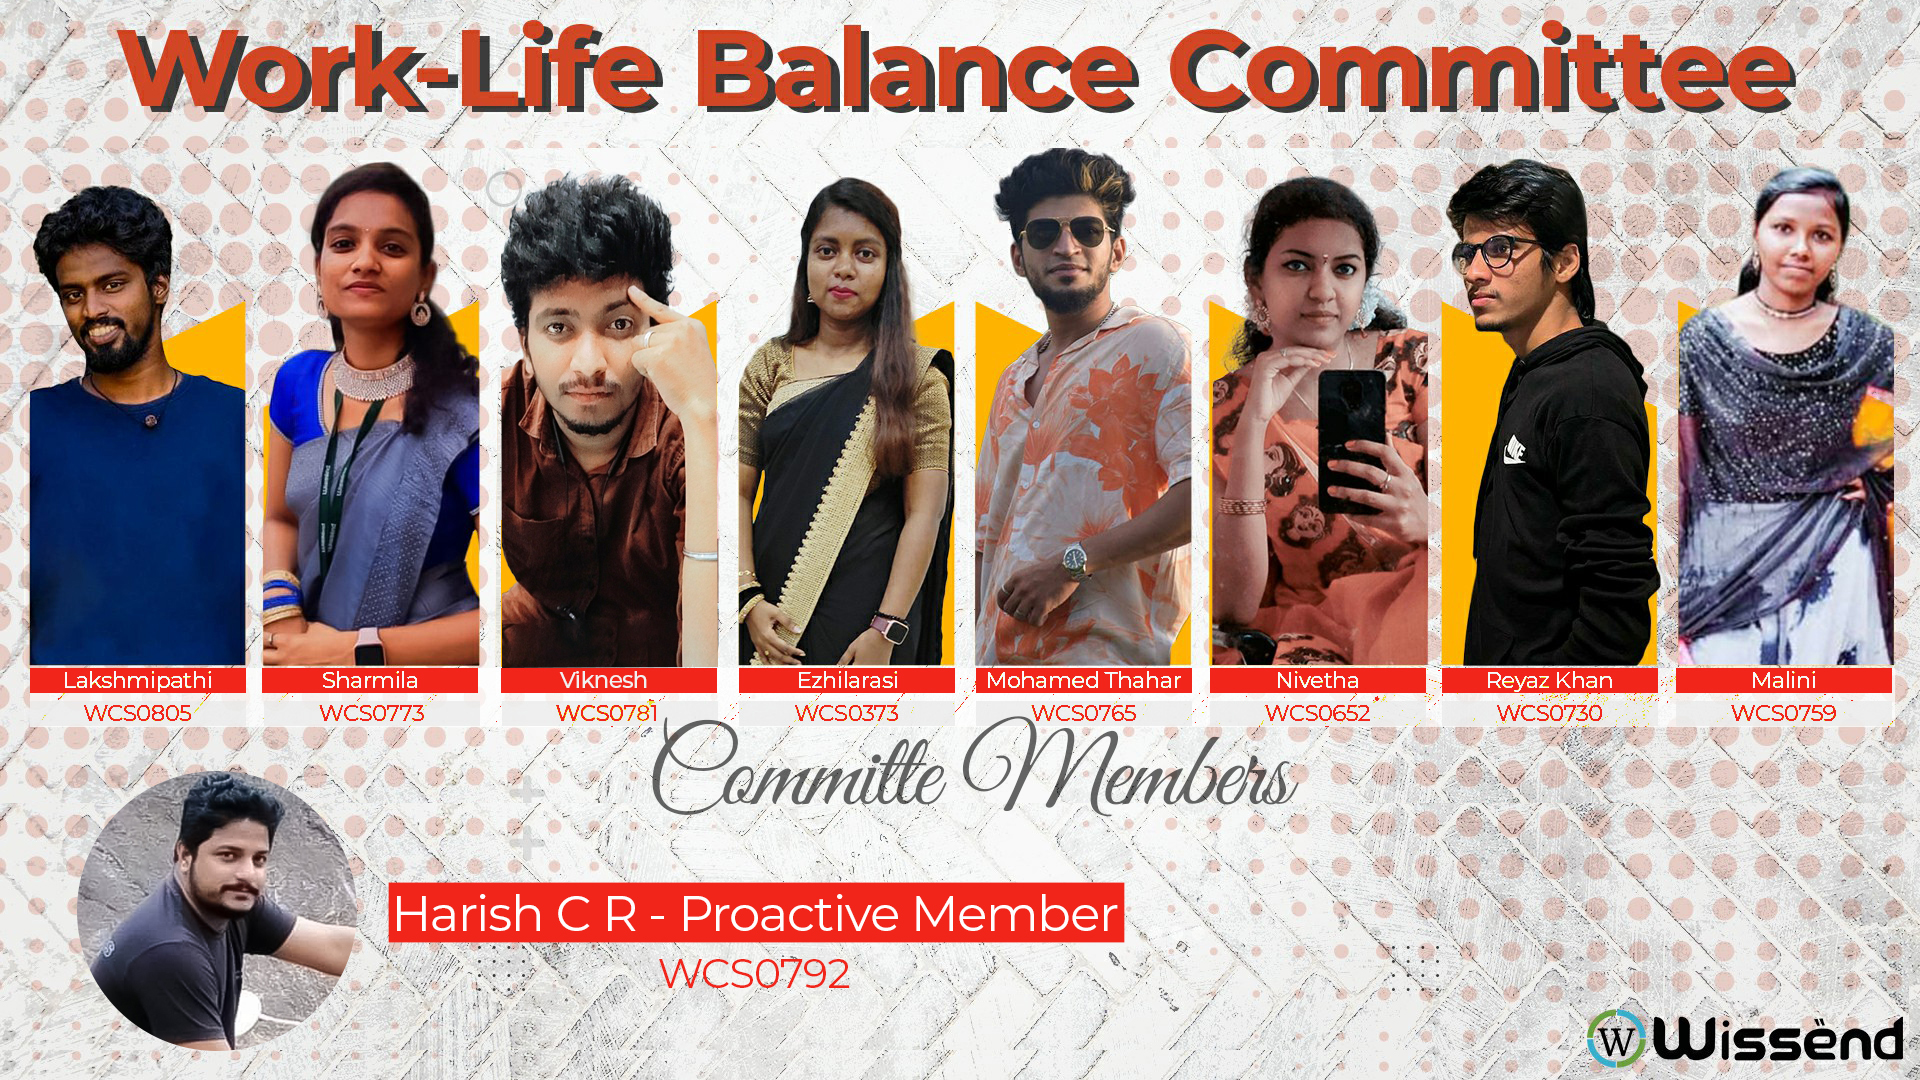 Work-Life Balance Committee
Lakshmipathi
WCS0805
Sharmila
WCS0773
Viknesh
WCS0781
Ezhilarasi
WCS0373
Mohamed Thahar
WCS0765
Nivetha
WCS0652
Reyaz Khan
WCS0730
Malini
WCS0759
Committe Members
Harish C R - Proactive Member
WCS0792
W Wissënd